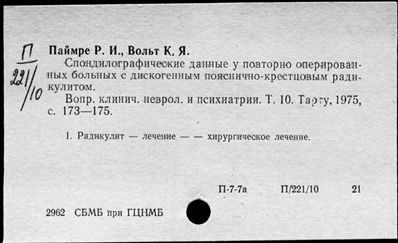 П
221/10
Паймре Р. И., Вольт К. Я.
Спондилографические данные у повторно оперирован-
ных больных с дискогенным пояснично-крестцовым ради-
кулитом.
Вопр. клинич. неврол. и психиатрии. Т. 10. Тарту, 1975,
с. 173—175.
1. Радикулит — лечение — — хирургическое лечение.
П-7-7а П/221/10 21
2962 СБМБ при ГЦНМБ